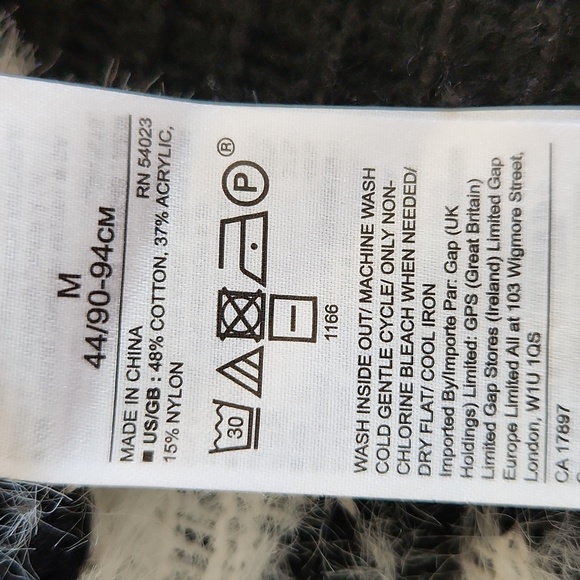 M
44/90-94CM
MADE IN CHINA RN 54023
■ US/GB : 48% COTTON, 37% ACRYLIC,
15% NYLON
30 P ®
1166
WASH INSIDE OUT/ MACHINE WASH
COLD GENTLE CYCLE/ ONLY NON-
CHLORINE BLEACH WHEN NEEDED/
DRY FLAT/ COOL IRON
Imported By/Importe Par: Gap (UK
Holdings) Limited: GPS (Great Britain)
Limited Gap Stores (Ireland) Limited Gap
Europe Limited All at 103 Wigmore Street,
London, W1U 1QS
CA 17897